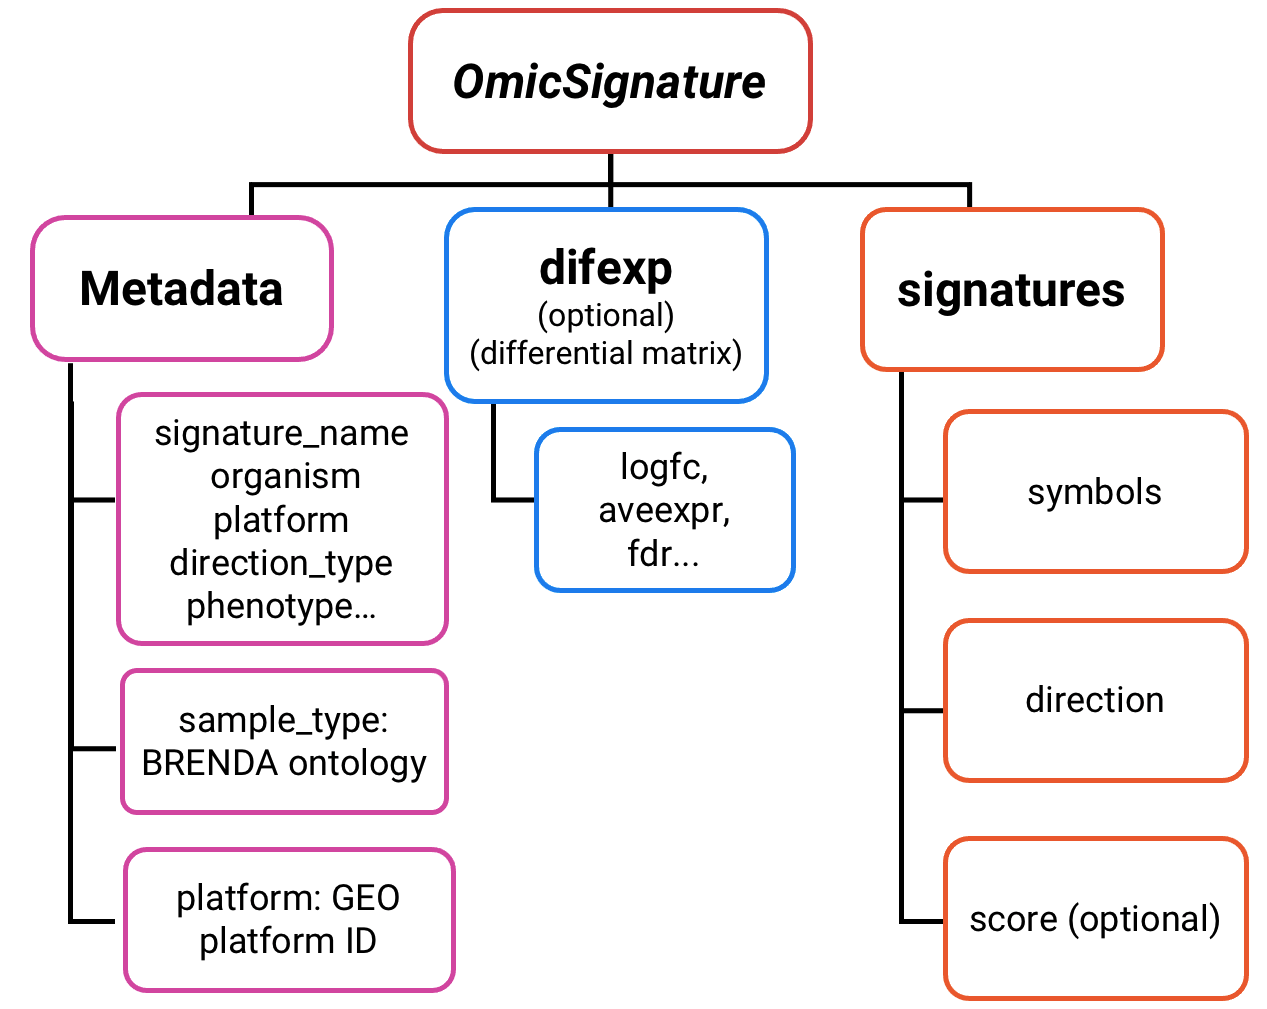 OmicSignature
Metadata
signature_name
organism
platform
direction_type
phenotype...
sample_type:
BRENDA ontology
platform: GEO
platform ID
difexp
(optional)
(differential matrix)
logfc,
aveexpr,
fdr...
signatures
symbols
direction
score (optional)